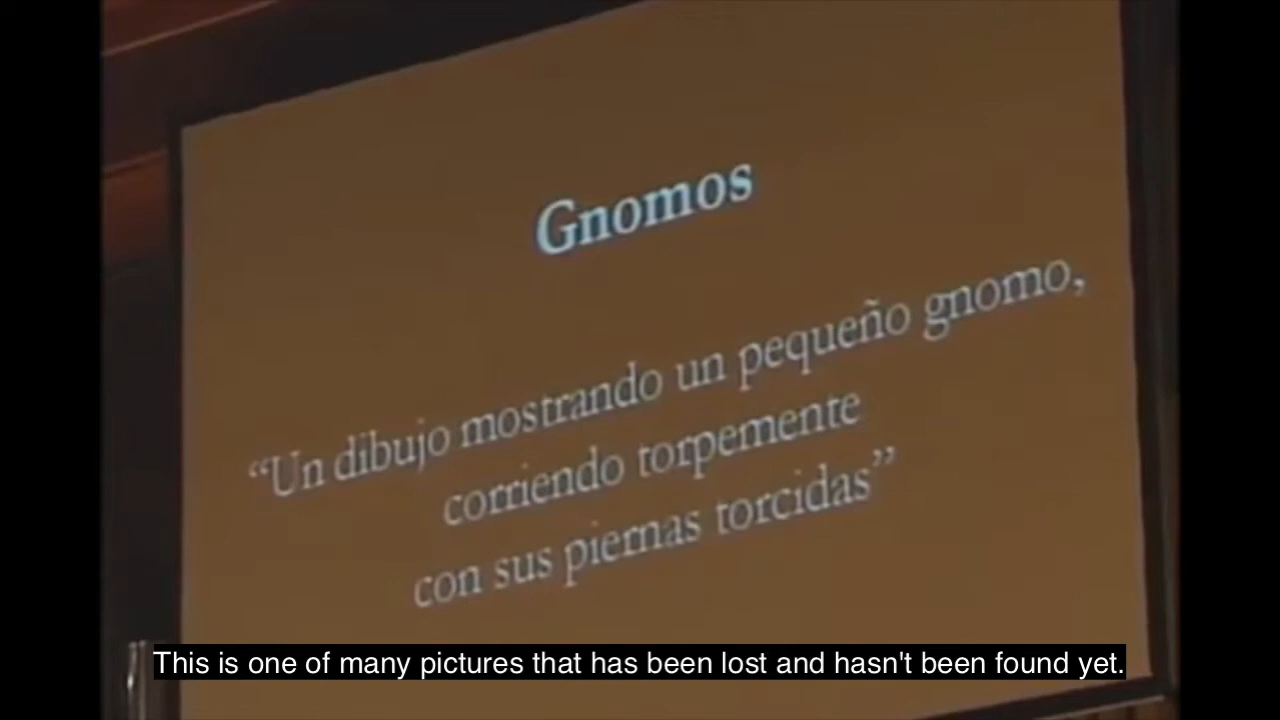 Gnomos
“Un dibujo mostrando un pequeño gnomo,
corriendo torpemente
con sus piernas torcidas”
This is one of many pictures that has been lost and hasn't been found yet.